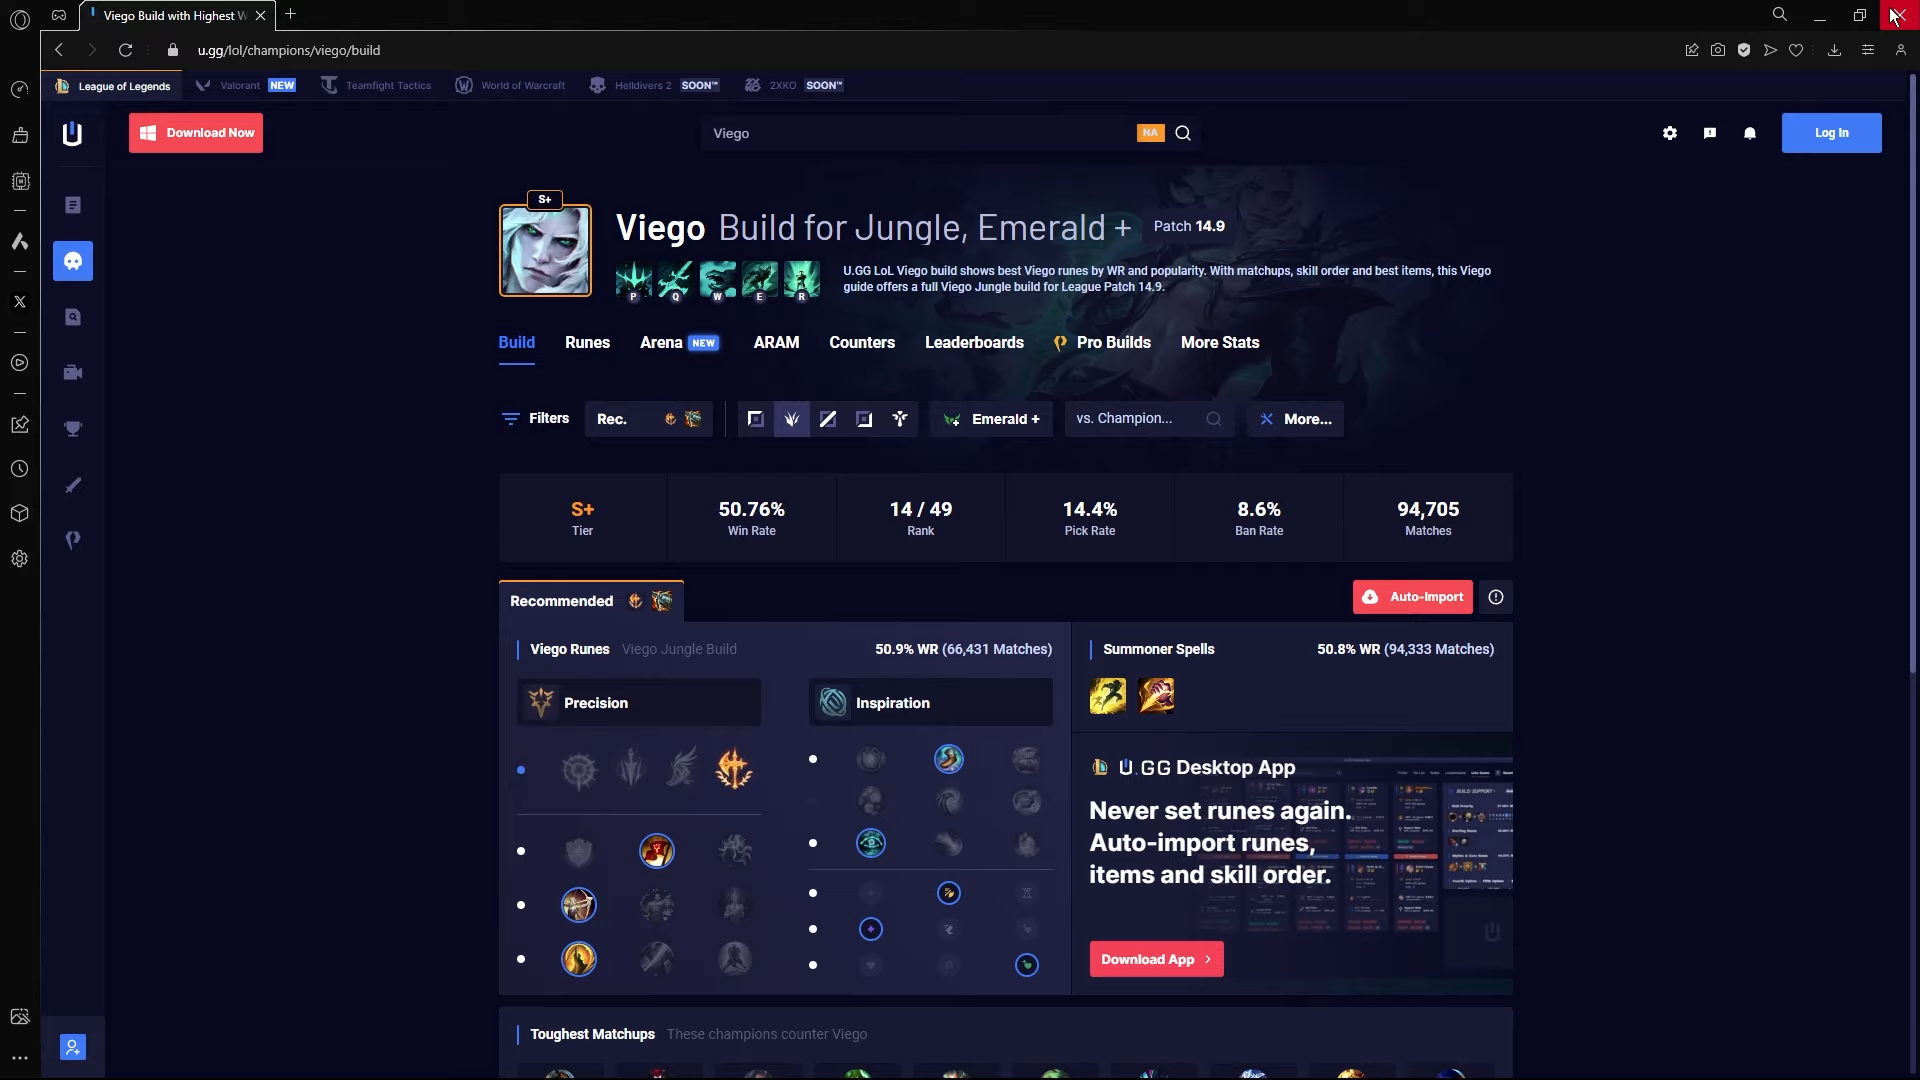 Viego Build with Highest W
u.gg/lol/champions/viego/build
League of Legends
Valorant NEW
Teamfight Tactics
World of Warcraft
Helldivers 2 SOON™
2XKO SOON™
Download Now
Viego
NA
Log In
S+
Viego Build for Jungle, Emerald + Patch 14.9
P Q W E R
U.GG LoL Viego build shows best Viego runes by WR and popularity. With matchups, skill order and best items, this Viego
guide offers a full Viego Jungle build for League Patch 14.9.
Build Runes Arena NEW ARAM Counters Leaderboards Pro Builds More Stats
Filters Rec. Emerald + vs. Champion... More...
S+ 50.76% 14 / 49 14.4% 8.6% 94,705
Tier Win Rate Rank Pick Rate Ban Rate Matches
Recommended
Auto-Import
Viego Runes Viego Jungle Build 50.9% WR (66,431 Matches)
Summoner Spells 50.8% WR (94,333 Matches)
Precision
Inspiration
U.GG Desktop App
Never set runes again.
Auto-import runes,
items and skill order.
Download App
Toughest Matchups These champions counter Viego